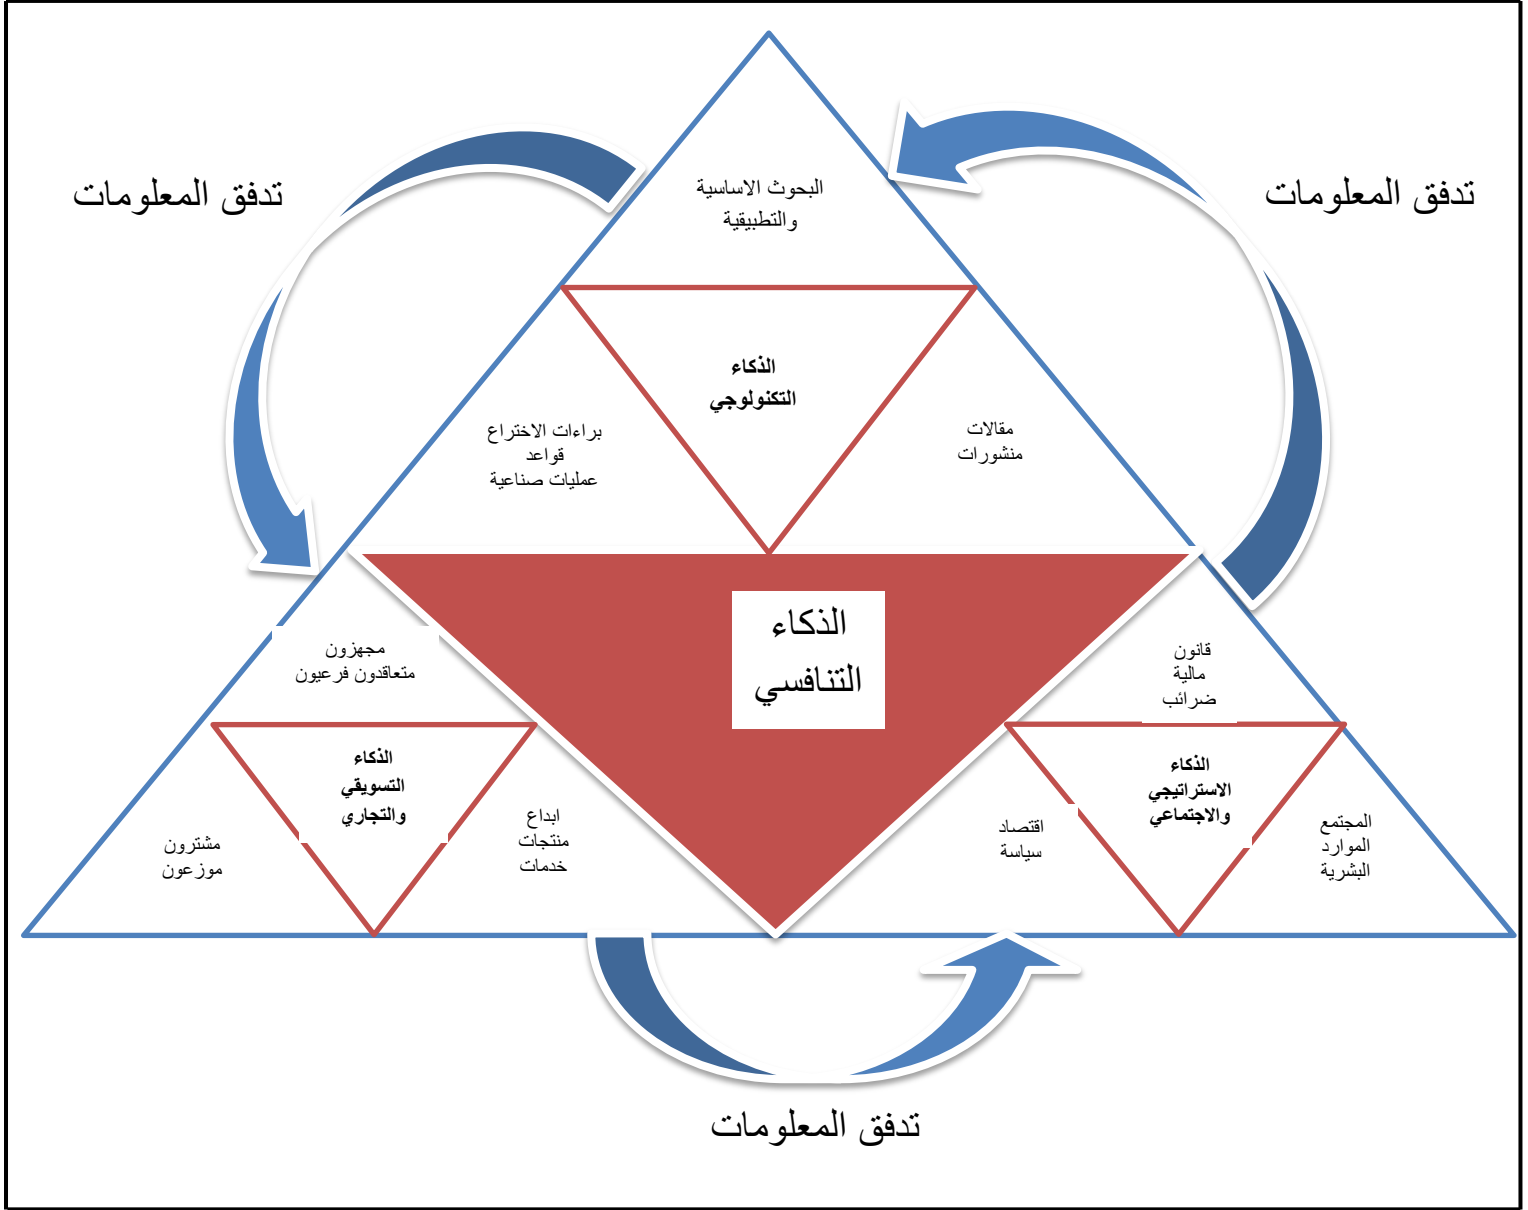 تدفق المعلومات
تدفق المعلومات
البحوث الاساسية
والتطبيقية
الذكاء
التكنولوجي
مقالات
منشورات
براءات الاختراع
قواعد
عمليات صناعية
الذكاء
التنافسي
قانون
مالية
ضرائب
الذكاء
الاستراتيجي
والاجتماعي
المجتمع
الموارد
البشرية
اقتصاد
سياسة
مجهزون
متعاقدون فرعيون
الذكاء
التسويقي
والتجاري
ابداع
منتجات
خدمات
مشترون
موزعون
تدفق المعلومات